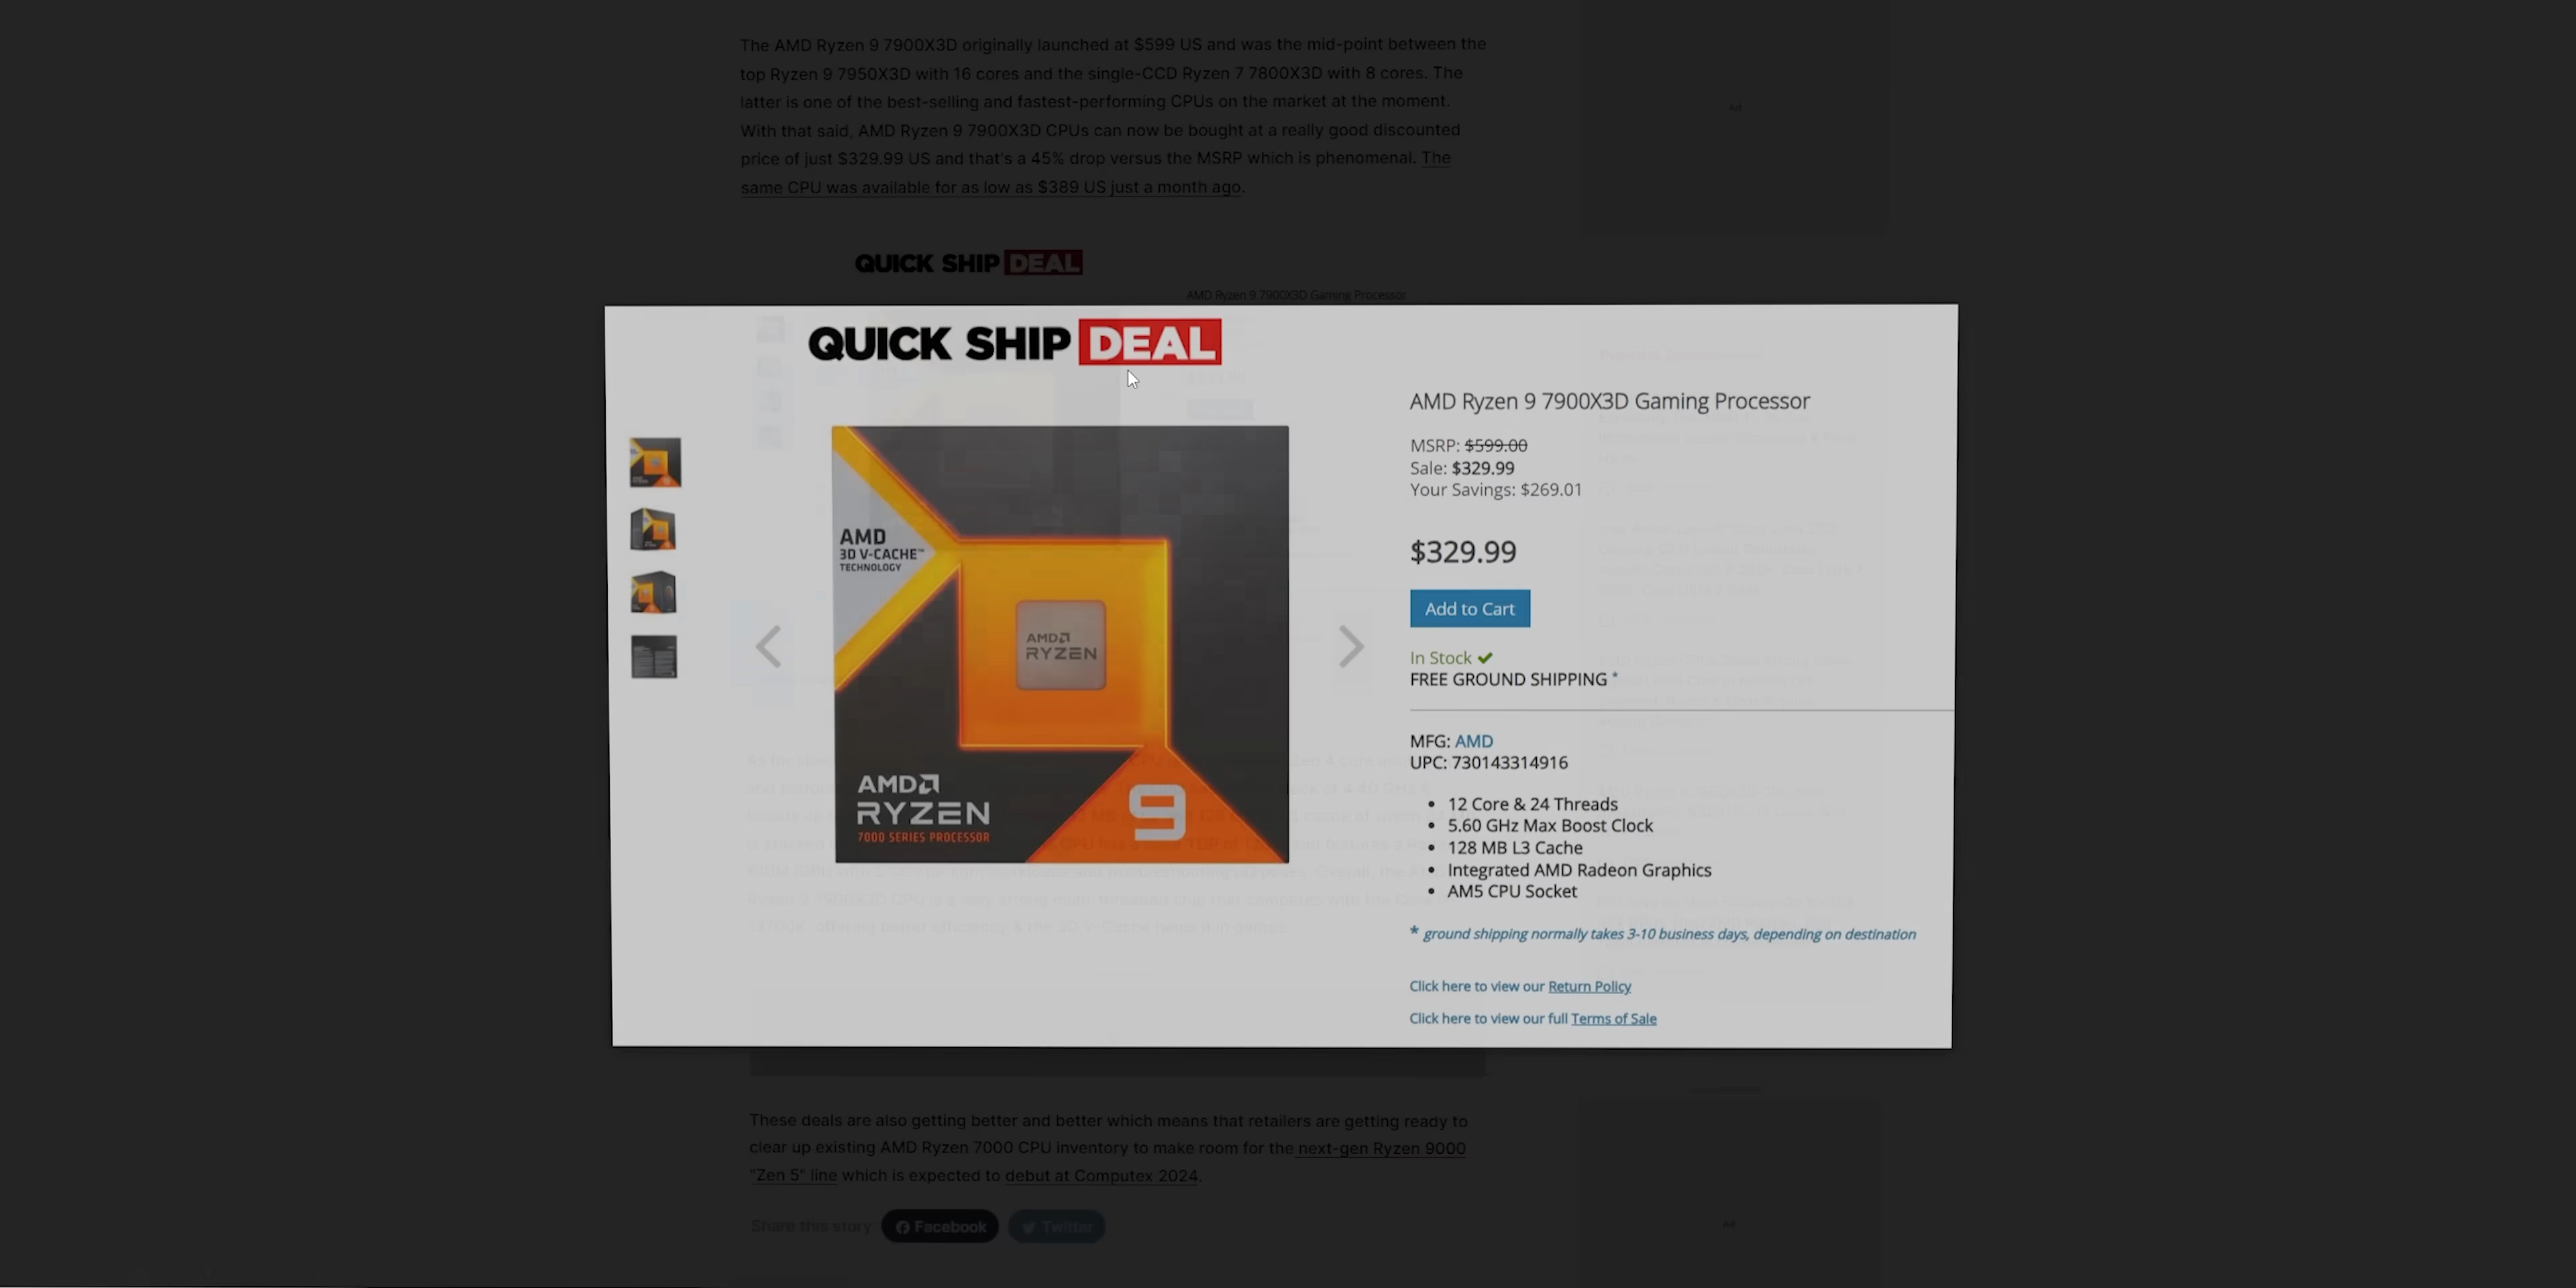 The AMD Ryzen 9 7900X3D originally launched at $599 US and was the mid-point between the
top Ryzen 9 7950X3D with 16 cores and the single-CCD Ryzen 7 7800X3D with 8 cores. The
latter is one of the best-selling and fastest-performing CPUs on the market at the moment.
With that said, AMD Ryzen 9 7900X3D CPUs can now be bought at a really good discounted
price of just $329.99 US and that's a 45% drop versus the MSRP which is phenomenal. The
same CPU was available for as low as $389 US just a month ago.
Ad
QUICK SHIP DEAL
AMD Ryzen 9 7900X3D Gaming Processor
QUICK SHIP DEAL
AMD
3D V-CACHE™
TECHNOLOGY
AMD
RYZEN
AMD
RYZEN
7000 SERIES PROCESSOR
9
AMD Ryzen 9 7900X3D Gaming Processor
MSRP: $599.00
Sale: $329.99
Your Savings: $269.01
$329.99
Add to Cart
In Stock ✔
FREE GROUND SHIPPING *
MFG: AMD
UPC: 730143314916
• 12 Core & 24 Threads
• 5.60 GHz Max Boost Clock
• 128 MB L3 Cache
• Integrated AMD Radeon Graphics
• AM5 CPU Socket
* ground shipping normally takes 3-10 business days, depending on destination
Click here to view our Return Policy
Click here to view our full Terms of Sale
These deals are also getting better and better which means that retailers are getting ready to
clear up existing AMD Ryzen 7000 CPU inventory to make room for the next-gen Ryzen 9000
"Zen 5" line which is expected to debut at Computex 2024.
Share this story
Facebook
Twitter
Ad